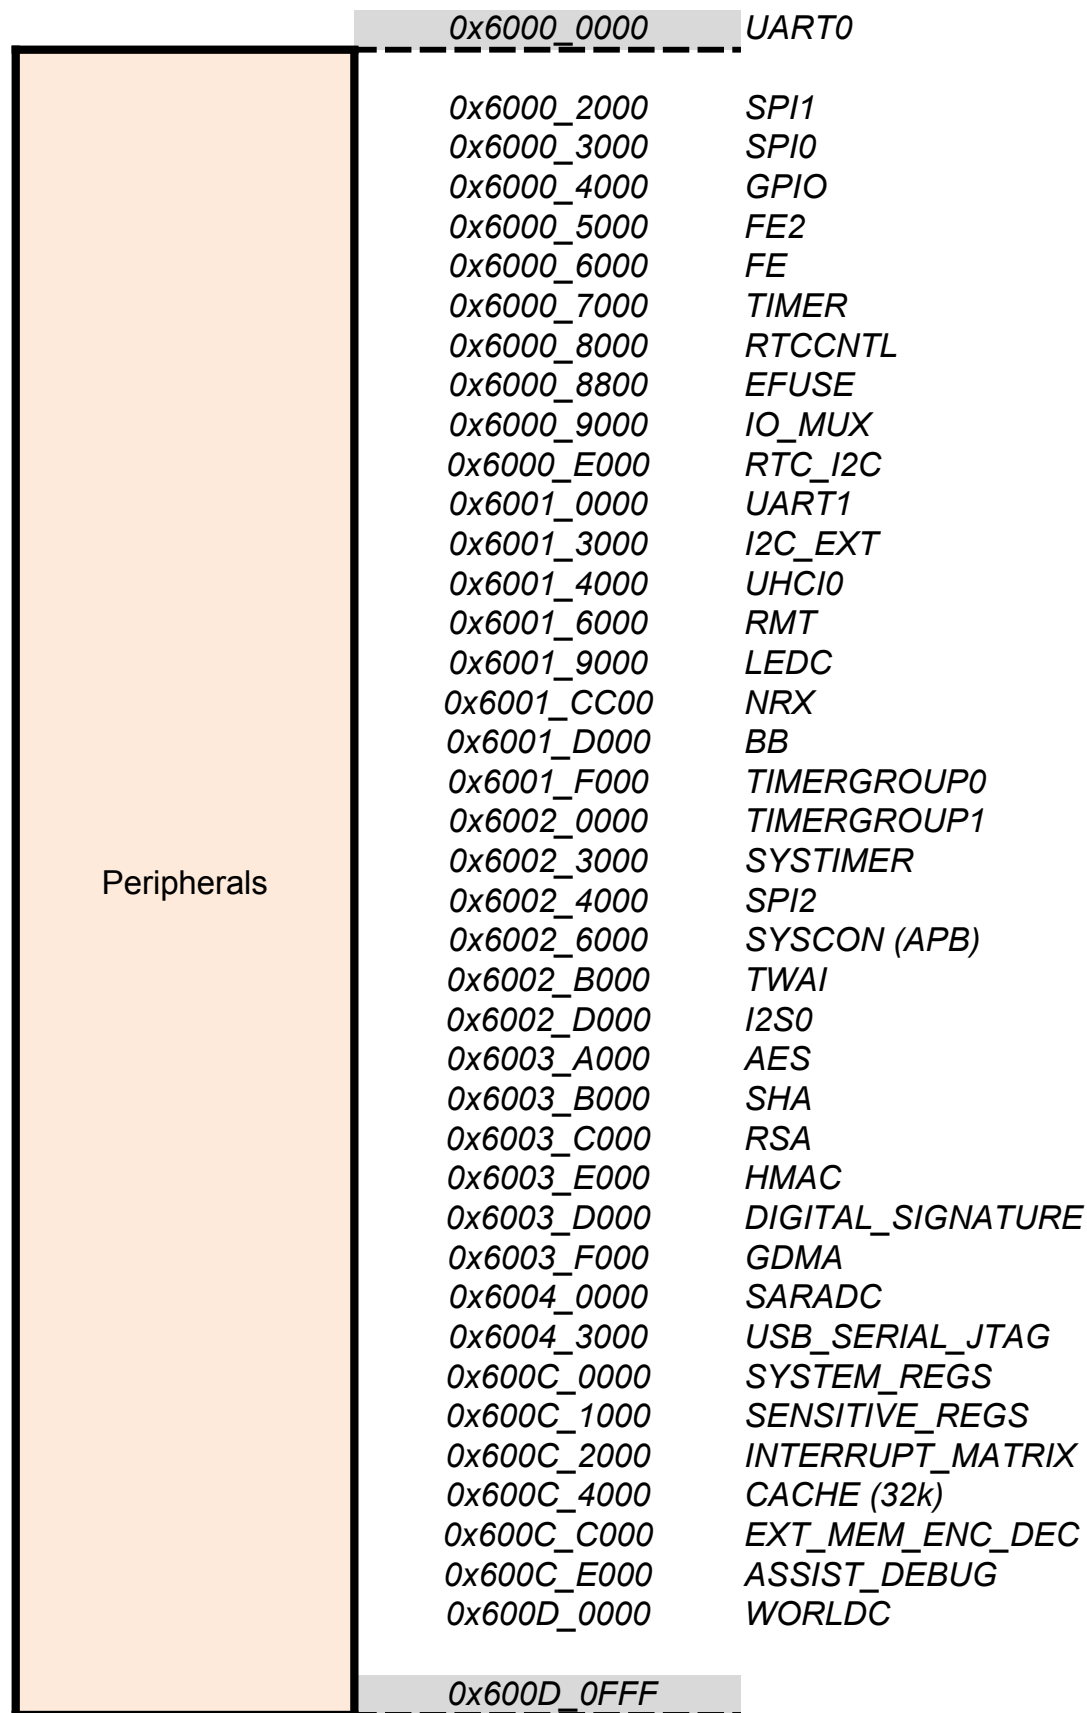 0x6000_0000 UART0
0x6000_2000 SPI1
0x6000_3000 SPI0
0x6000_4000 GPIO
0x6000_5000 FE2
0x6000_6000 FE
0x6000_7000 TIMER
0x6000_8000 RTCCNTL
0x6000_8800 EFUSE
0x6000_9000 IO_MUX
0x6000_E000 RTC_I2C
0x6001_0000 UART1
0x6001_3000 I2C_EXT
0x6001_4000 UHCI0
0x6001_6000 RMT
0x6001_9000 LEDC
0x6001_CC00 NRX
0x6001_D000 BB
0x6001_F000 TIMERGROUP0
0x6002_0000 TIMERGROUP1
0x6002_3000 SYSTIMER
Peripherals
0x6002_4000 SPI2
0x6002_6000 SYSCON (APB)
0x6002_B000 TWAI
0x6002_D000 I2S0
0x6003_A000 AES
0x6003_B000 SHA
0x6003_C000 RSA
0x6003_E000 HMAC
0x6003_D000 DIGITAL_SIGNATURE
0x6003_F000 GDMA
0x6004_0000 SARADC
0x6004_3000 USB_SERIAL_JTAG
0x600C_0000 SYSTEM_REGS
0x600C_1000 SENSITIVE_REGS
0x600C_2000 INTERRUPT_MATRIX
0x600C_4000 CACHE (32k)
0x600C_C000 EXT_MEM_ENC_DEC
0x600C_E000 ASSIST_DEBUG
0x600D_0000 WORLDC
0x600D_0FFF